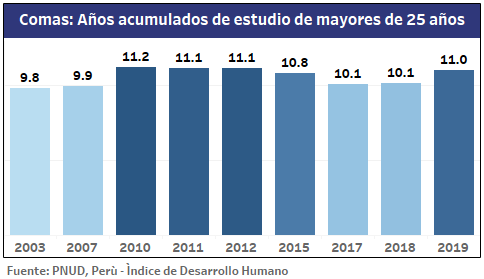 Comas: Años acumulados de estudio de mayores de 25 años
9.8 9.9 11.2 11.1 11.1 10.8 10.1 10.1 11.0
2003 2007 2010 2011 2012 2015 2017 2018 2019
Fuente: PNUD, Perù - Ìndice de Desarrollo Humano